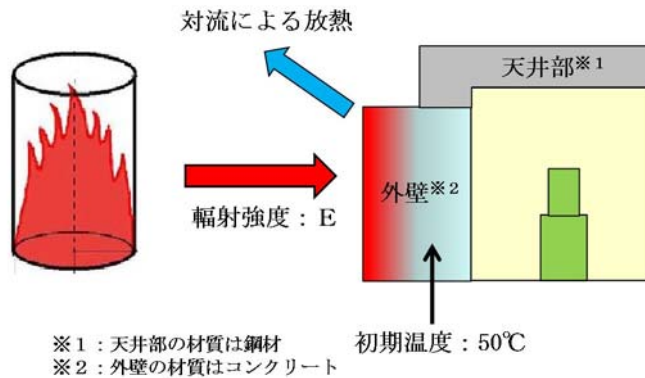 対流による放熱
天井部※1
外壁※2
輻射強度：E
初期温度：50℃
※1：天井部の材質は鋼材
※2：外壁の材質はコンクリート